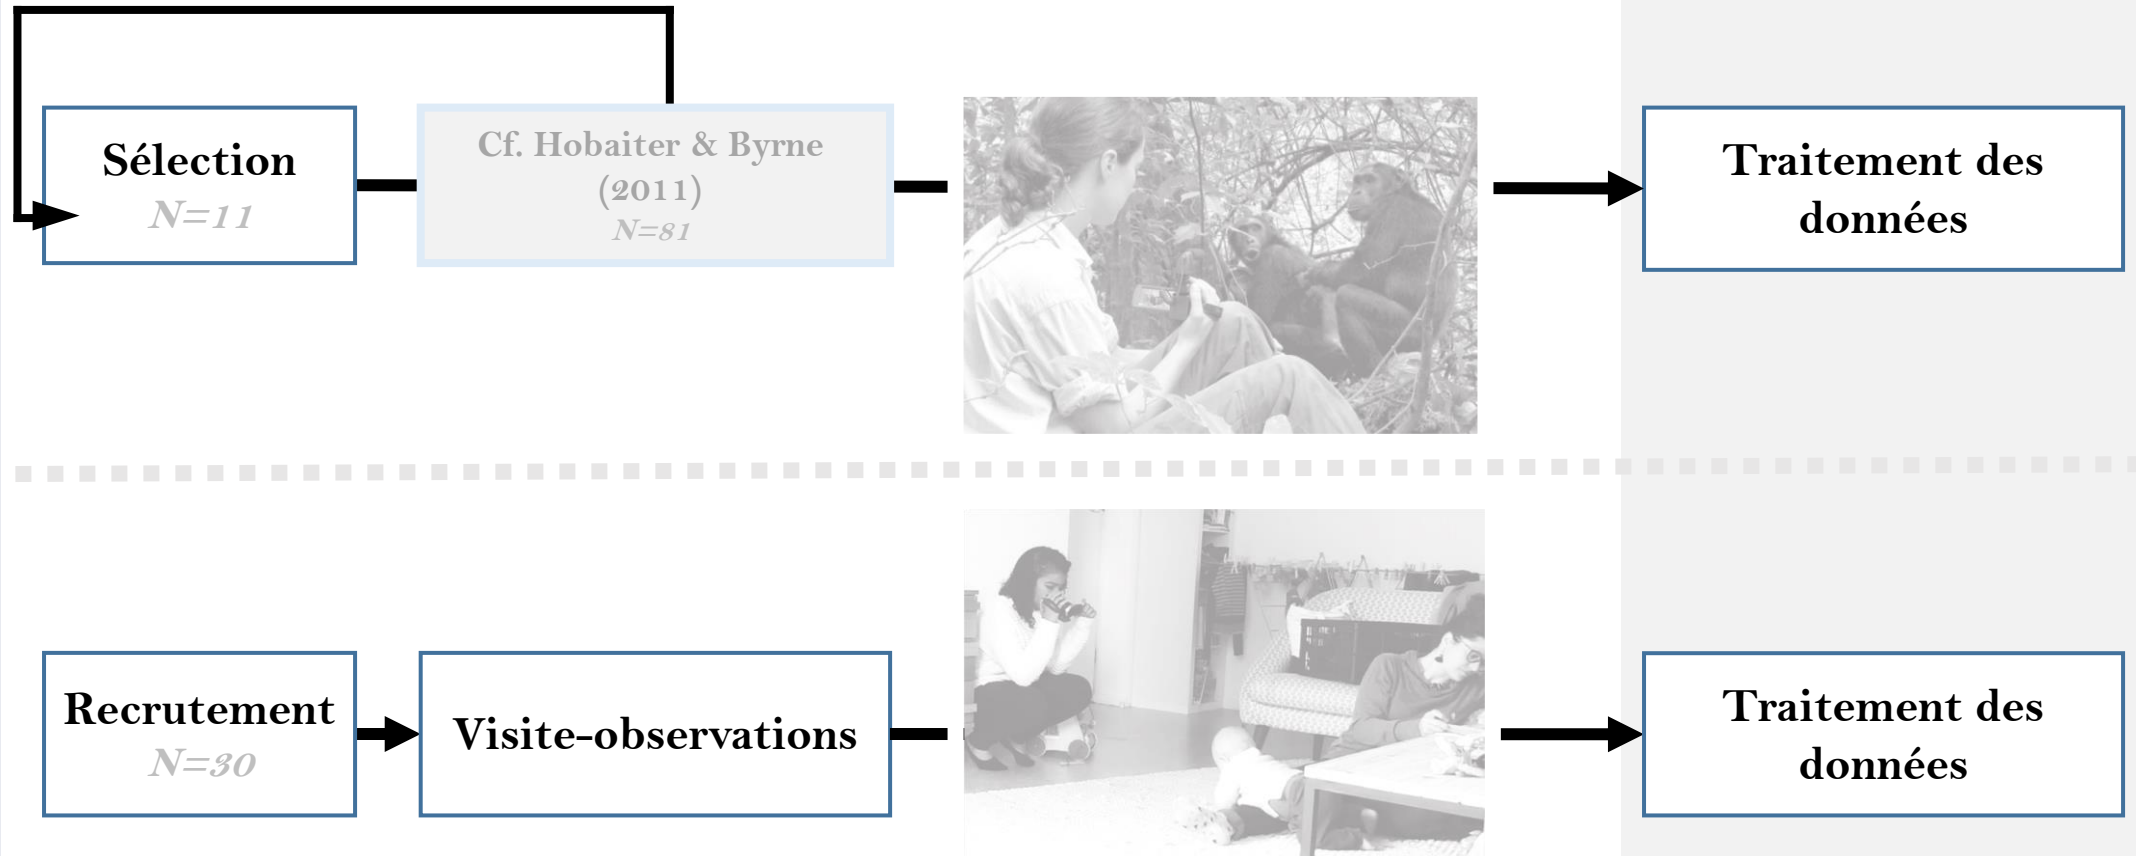 Sélection
N=11
Cf. Hobaiter & Byrne
(2011)
N=81
Traitement des
données
Recrutement
N=30
Visite-observations
Traitement des
données